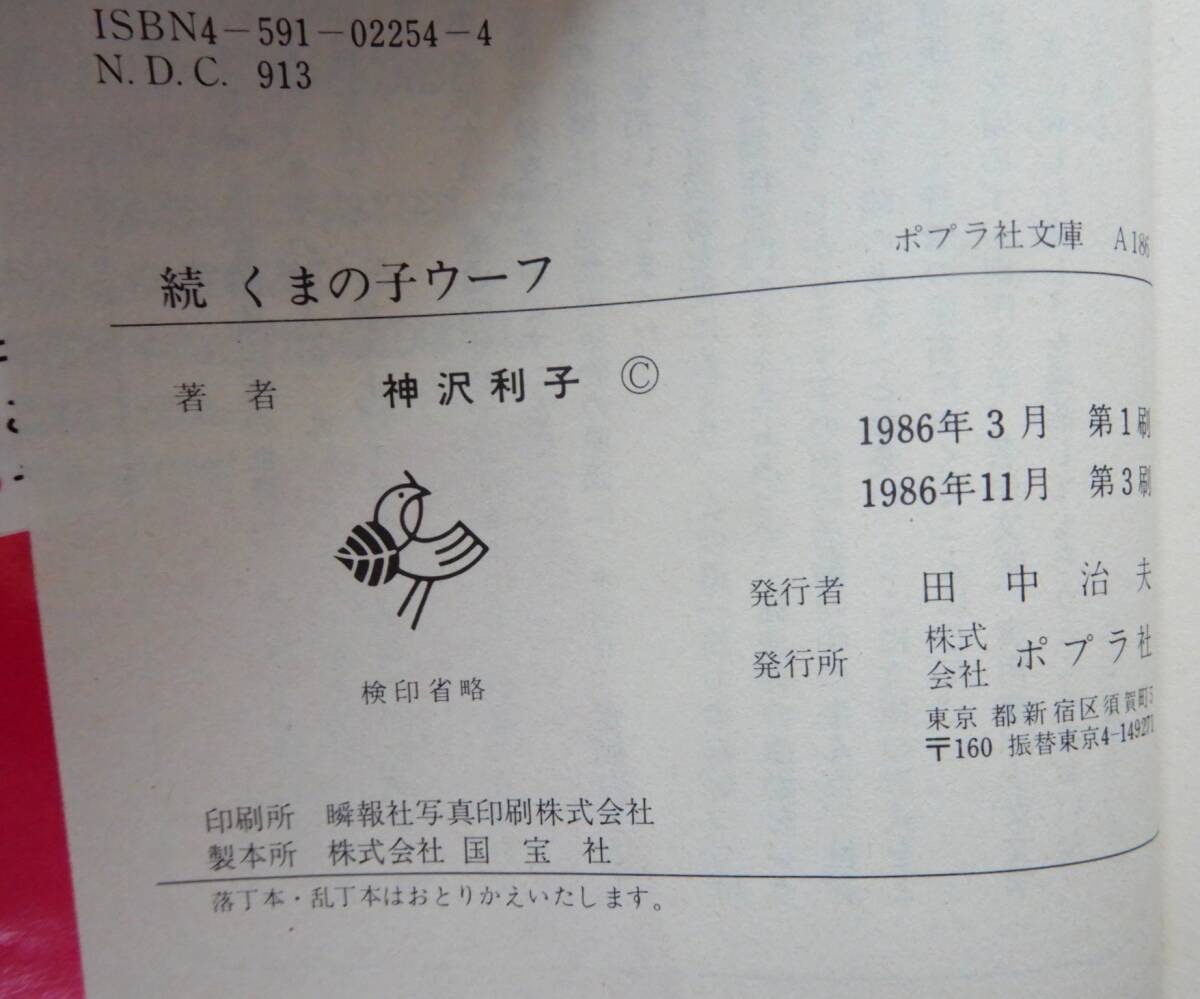 ISBN4-591-02254-4
N.D.C. 913
ポプラ社文庫 A186
続 くまの子ウーフ
著者 神沢利子 ©
1986年3月 第1刷
1986年11月 第3刷
検印省略
発行者 田中治夫
発行所 株式会社 ポプラ社
東京都新宿区須賀町5
〒160 振替東京4-149271
印刷所 瞬報社写真印刷株式会社
製本所 株式会社国宝社
落丁本・乱丁本はおとりかえいたします。